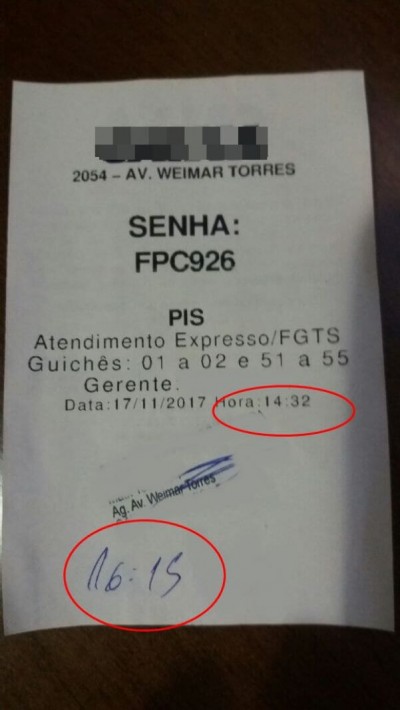 2054 – AV. WEIMAR TORRES
SENHA:
FPC926
PIS
Atendimento Expresso/FGTS
Guichês: 01 a 02 e 51 a 55
Gerente.
Data:17/11/2017 Hora:14:32
Ag. Av. Weimar Torres
16:15